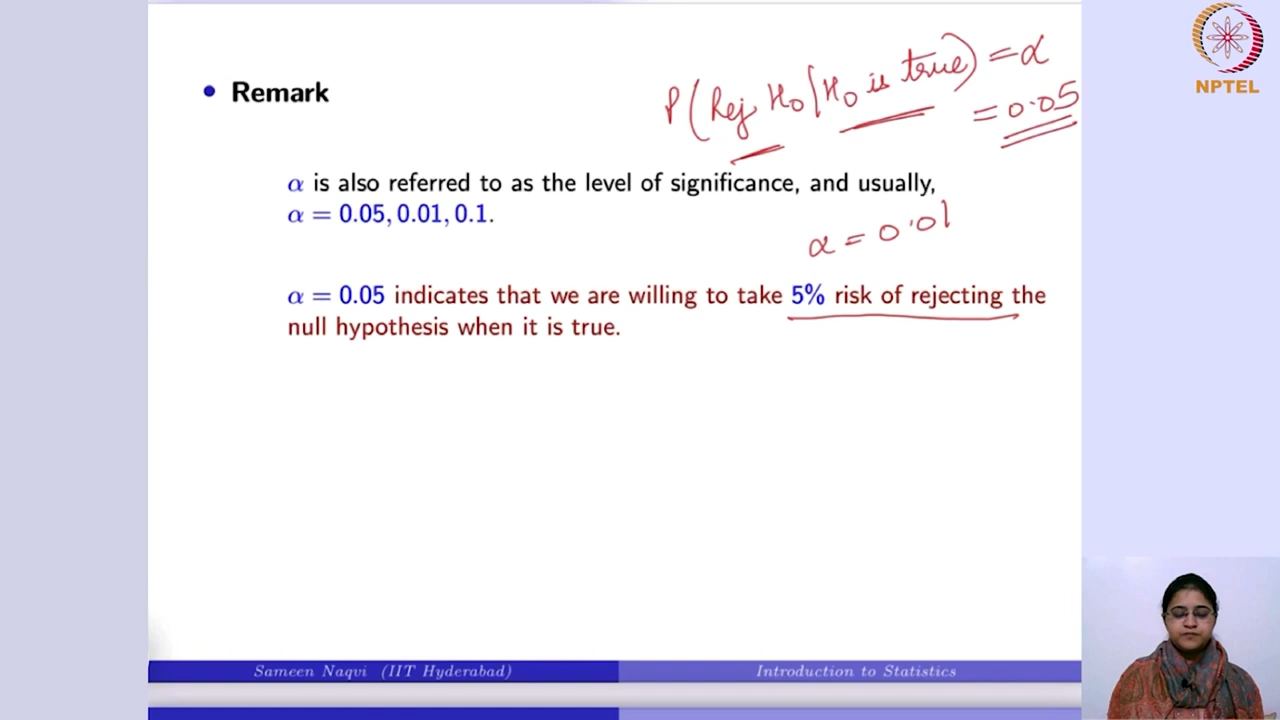 • Remark
P(Rej H₀/H₀ is true) = α
= 0.05
α is also referred to as the level of significance, and usually,
α = 0.05, 0.01, 0.1.
α = 0.01
α = 0.05 indicates that we are willing to take 5% risk of rejecting the
null hypothesis when it is true.
Sameen Naqvi (IIT Hyderabad)
Introduction to Statistics
NPTEL